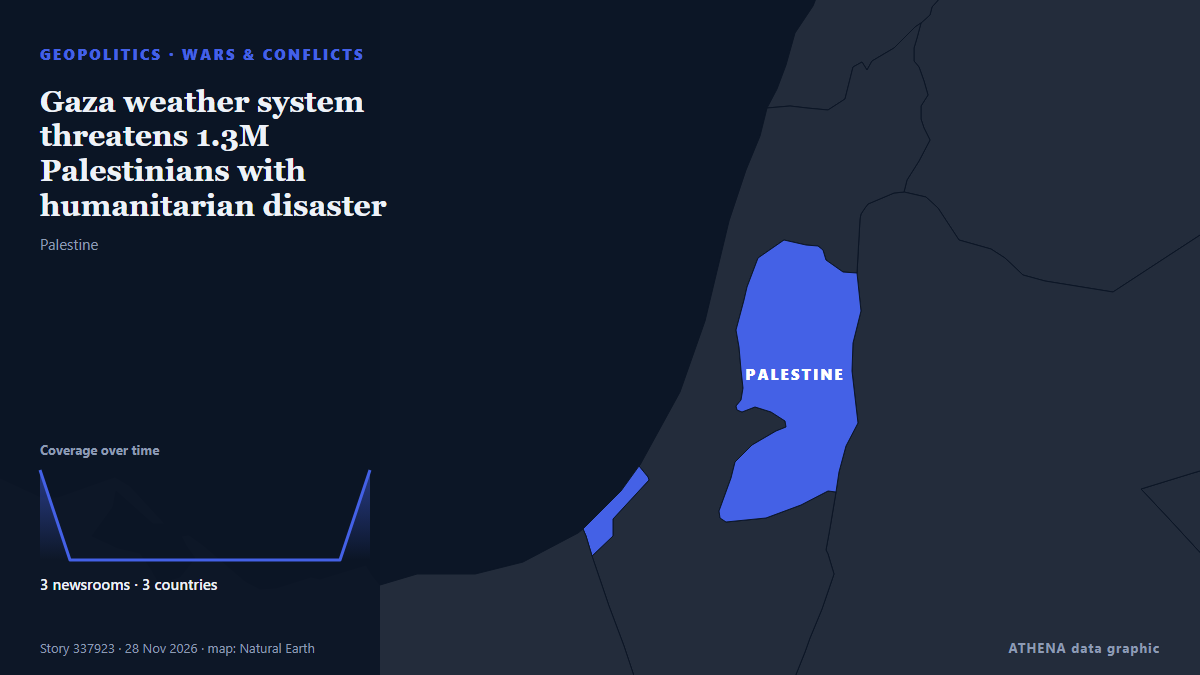 GEOPOLITICS · WARS & CONFLICTS
Gaza weather system
threatens 1.3M
Palestinians with
humanitarian disaster
Palestine
PALESTINE
Coverage over time
3 newsrooms · 3 countries
Story 337923 · 28 Nov 2026 · map: Natural Earth
ATHENA data graphic